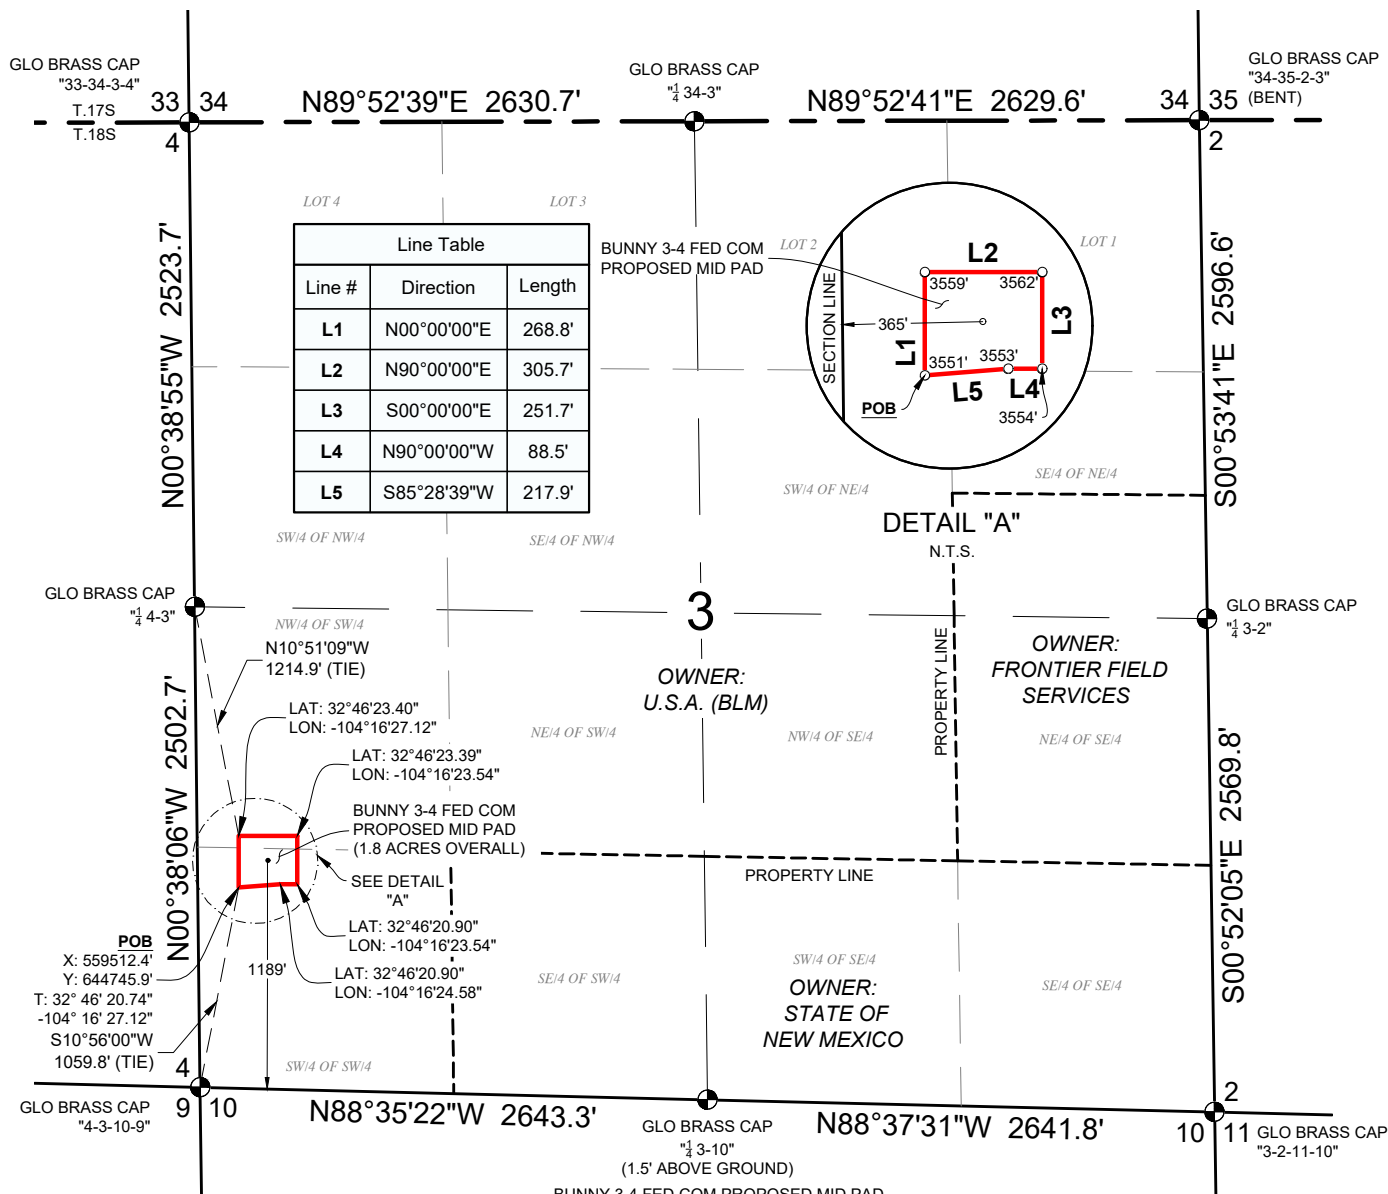 GLO BRASS CAP
"33-34-3-4"
T.17S
T.18S
33 34
4
N89°52'39"E 2630.7'
GLO BRASS CAP
"1/4 34-3"
N89°52'41"E 2629.6'
GLO BRASS CAP
"34-35-2-3"
(BENT)
34 35
2
LOT 4
LOT 3
LOT 2
LOT 1
Line Table
Line # Direction Length
L1 N00°00'00"E 268.8'
L2 N90°00'00"E 305.7'
L3 S00°00'00"E 251.7'
L4 N90°00'00"W 88.5'
L5 S85°28'39"W 217.9'
BUNNY 3-4 FED COM
PROPOSED MID PAD
SECTION LINE
L2
3559' 3562'
365'
L1
L3
3551' 3553'
L5 L4
POB
3554'
DETAIL "A"
N.T.S.
N00°38'55"W 2523.7'
S00°53'41"E 2596.6'
SW/4 OF NW/4
SE/4 OF NW/4
SW/4 OF NE/4
SE/4 OF NE/4
GLO BRASS CAP
"1/4 4-3"
3
GLO BRASS CAP
"1/4 3-2"
NW/4 OF SW/4
N10°51'09"W
1214.9' (TIE)
OWNER:
U.S.A. (BLM)
PROPERTY LINE
OWNER:
FRONTIER FIELD
SERVICES
N00°38'06"W 2502.7'
LAT: 32°46'23.40"
LON: -104°16'27.12"
LAT: 32°46'23.39"
LON: -104°16'23.54"
NE/4 OF SW/4
NW/4 OF SE/4
NE/4 OF SE/4
S00°52'05"E 2569.8'
BUNNY 3-4 FED COM
PROPOSED MID PAD
(1.8 ACRES OVERALL)
SEE DETAIL
"A"
PROPERTY LINE
LAT: 32°46'20.90"
LON: -104°16'23.54"
LAT: 32°46'20.90"
LON: -104°16'24.58"
POB
X: 559512.4'
Y: 644745.9'
T: 32° 46' 20.74"
-104° 16' 27.12"
S10°56'00"W
1059.8' (TIE)
1189'
SE/4 OF SW/4
SW/4 OF SE/4
OWNER:
STATE OF
NEW MEXICO
SE/4 OF SE/4
SW/4 OF SW/4
4
9 10
GLO BRASS CAP
"4-3-10-9"
N88°35'22"W 2643.3'
GLO BRASS CAP
"1/4 3-10"
(1.5' ABOVE GROUND)
N88°37'31"W 2641.8'
2
10 11
GLO BRASS CAP
"3-2-11-10"
BUNNY 3-4 FED COM PROPOSED MID PAD